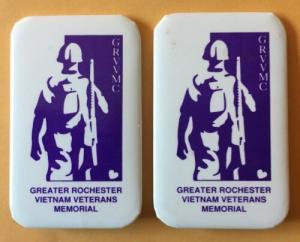 GRVVMC
GREATER ROCHESTER
VIETNAM VETERANS
MEMORIAL
GRVVMC
GREATER ROCHESTER
VIETNAM VETERANS
MEMORIAL